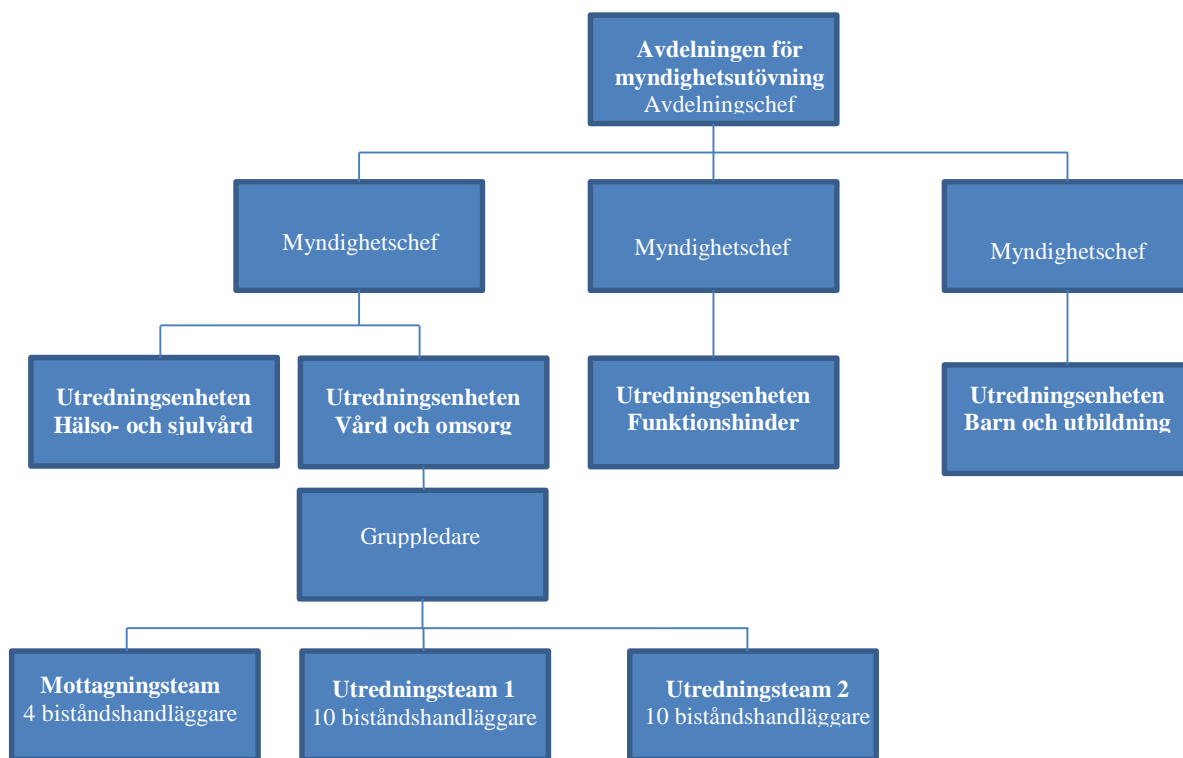 Avdelningen för
myndighetsutövning
Avdelningschef
Myndighetschef
Myndighetschef
Myndighetschef
Utredningsenheten
Hälso- och sjulvård
Utredningsenheten
Vård och omsorg
Utredningsenheten
Funktionshinder
Utredningsenheten
Barn och utbildning
Gruppledare
Mottagningsteam
4 biståndshandläggare
Utredningsteam 1
10 biståndshandläggare
Utredningsteam 2
10 biståndshandläggare